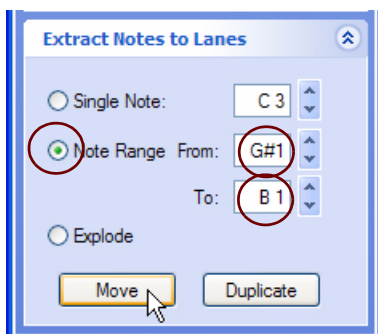 Extract Notes to Lanes
Single Note: C 3
Note Range From: G#1
To: B 1
Explode
Move Duplicate